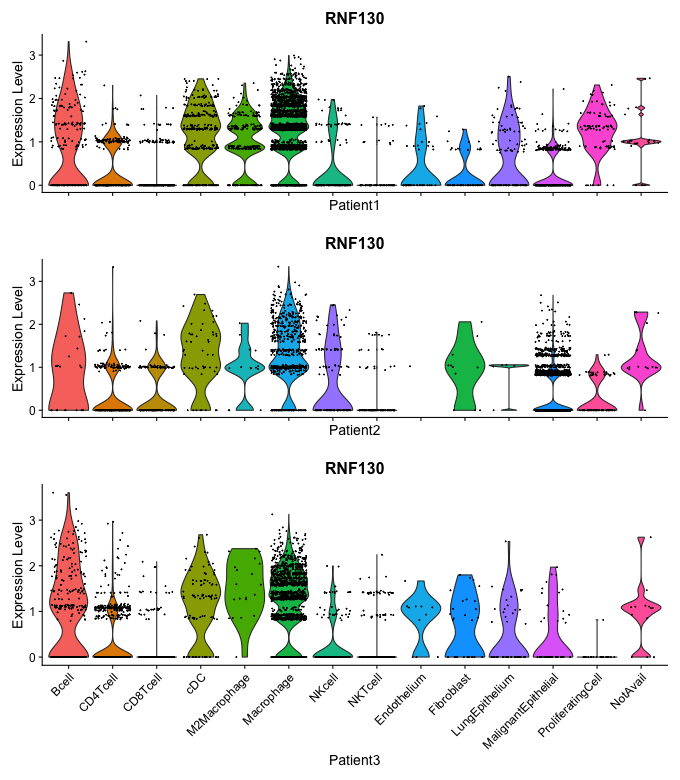 RNF130
Expression Level
3
2
1
0
Patient1
RNF130
Expression Level
3
2
1
0
Patient2
RNF130
Expression Level
3
2
1
0
Bcell
CD4Tcell
CD8Tcell
cDC
M2Macrophage
Macrophage
NKcell
NKTcell
Endothelium
Fibroblast
LungEpithelium
MalignantEpithelial
ProliferatingCell
NotAvail
Patient3